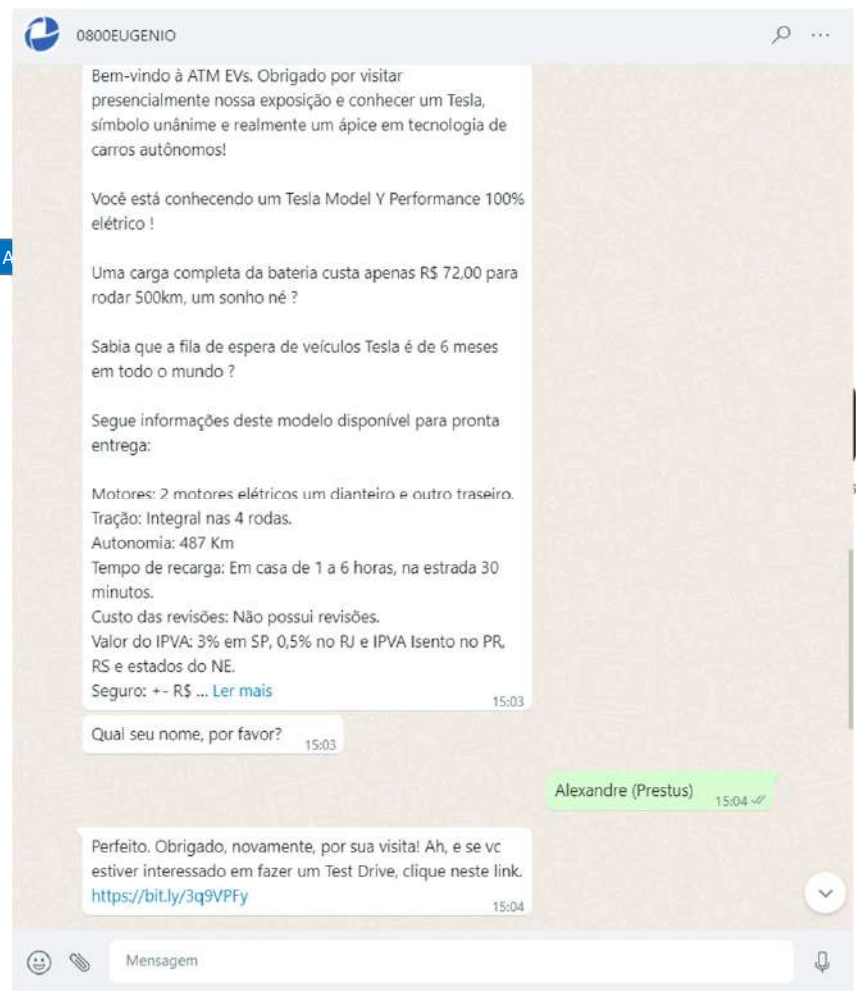 0800EUGENIO
Bem-vindo à ATM EVs. Obrigado por visitar
presencialmente nossa exposição e conhecer um Tesla,
símbolo unânime e realmente um ápice em tecnologia de
carros autônomos!
Você está conhecendo um Tesla Model Y Performance 100%
elétrico !
A
Uma carga completa da bateria custa apenas R$ 72,00 para
rodar 500km, um sonho né ?
Sabia que a fila de espera de veículos Tesla é de 6 meses
em todo o mundo ?
Segue informações deste modelo disponível para pronta
entrega:
Motores: 2 motores elétricos um dianteiro e outro traseiro.
Tração: Integral nas 4 rodas.
Autonomia: 487 Km
Tempo de recarga: Em casa de 1 a 6 horas, na estrada 30
minutos.
Custo das revisões: Não possui revisões.
Valor do IPVA: 3% em SP, 0,5% no RJ e IPVA Isento no PR,
RS e estados do NE.
Seguro: +- R$ ... Ler mais
15:03
Qual seu nome, por favor? 15:03
Alexandre (Prestus) 15:04
Perfeito. Obrigado, novamente, por sua visita! Ah, e se vc
estiver interessado em fazer um Test Drive, clique neste link.
https://bit.ly/3q9VPFy
15:04
Mensagem